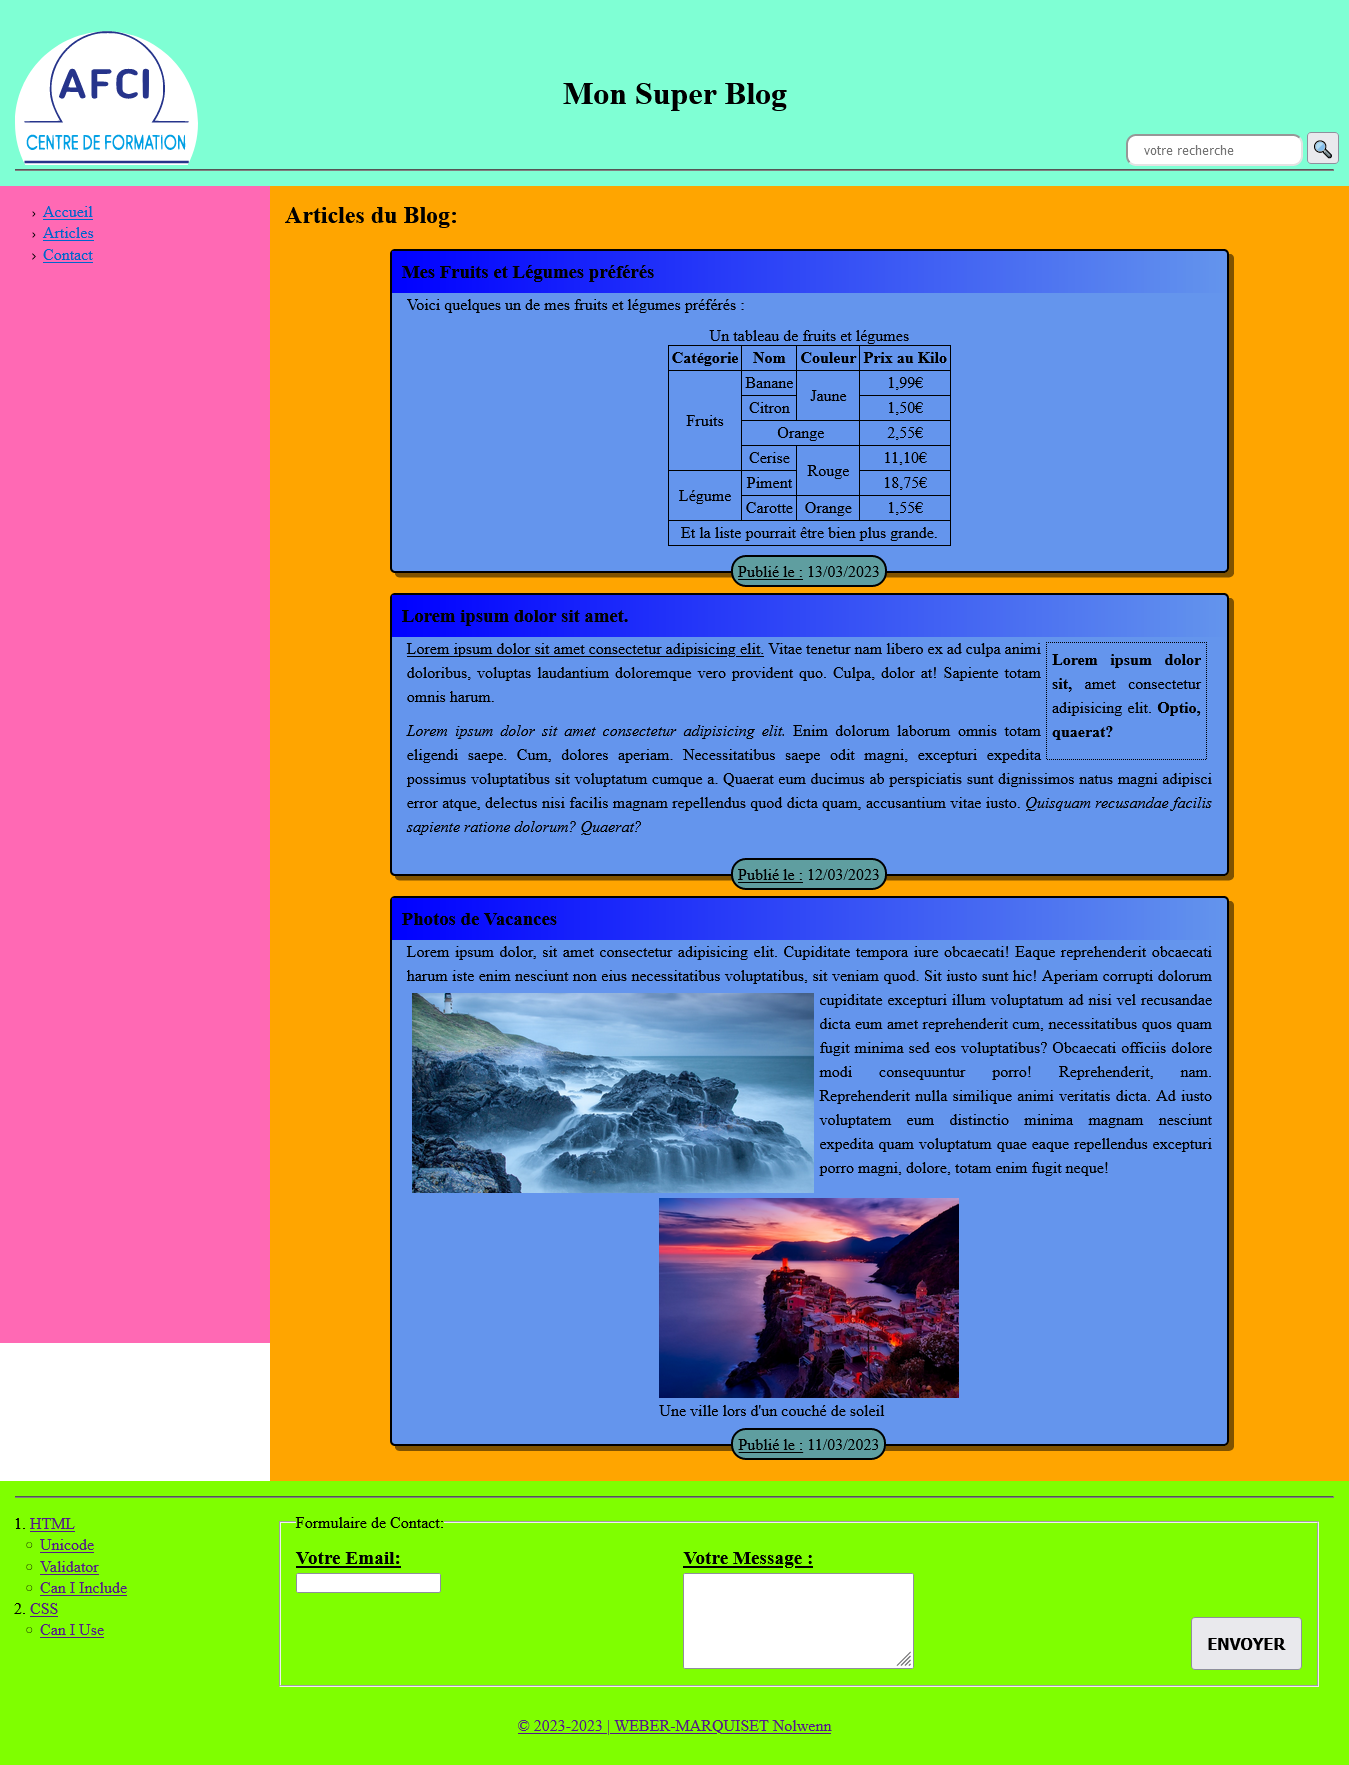 AFCI
CENTRE DE FORMATION
Mon Super Blog
votre recherche
› Accueil
› Articles
› Contact
Articles du Blog:
Mes Fruits et Légumes préférés
Voici quelques un de mes fruits et légumes préférés :
Un tableau de fruits et légumes
Catégorie Nom Couleur Prix au Kilo
Fruits Banane Jaune 1,99€
Citron 1,50€
Orange 2,55€
Cerise Rouge 11,10€
Légume Piment 18,75€
Carotte Orange 1,55€
Et la liste pourrait être bien plus grande.
Publié le : 13/03/2023
Lorem ipsum dolor sit amet.
Lorem ipsum dolor sit amet consectetur adipisicing elit. Vitae tenetur nam libero ex ad culpa animi
doloribus, voluptas laudantium doloremque vero provident quo. Culpa, dolor at! Sapiente totam
omnis harum.
Lorem ipsum dolor
sit, amet consectetur
adipisicing elit. Optio,
quaerat?
Lorem ipsum dolor sit amet consectetur adipisicing elit. Enim dolorum laborum omnis totam
eligendi saepe. Cum, dolores aperiam. Necessitatibus saepe odit magni, excepturi expedita
possimus voluptatibus sit voluptatum cumque a. Quaerat eum ducimus ab perspiciatis sunt dignissimos natus magni adipisci
error atque, delectus nisi facilis magnam repellendus quod dicta quam, accusantium vitae iusto. Quisquam recusandae facilis
sapiente ratione dolorum? Quaerat?
Publié le : 12/03/2023
Photos de Vacances
Lorem ipsum dolor, sit amet consectetur adipisicing elit. Cupiditate tempora iure obcaecati! Eaque reprehenderit obcaecati
harum iste enim nesciunt non eius necessitatibus voluptatibus, sit veniam quod. Sit iusto sunt hic! Aperiam corrupti dolorum
cupiditate excepturi illum voluptatum ad nisi vel recusandae
dicta eum amet reprehenderit cum, necessitatibus quos quam
fugit minima sed eos voluptatibus? Obcaecati officiis dolore
modi consequuntur porro! Reprehenderit, nam.
Reprehenderit nulla similique animi veritatis dicta. Ad iusto
voluptatem eum distinctio minima magnam nesciunt
expedita quam voluptatum quae eaque repellendus excepturi
porro magni, dolore, totam enim fugit neque!
Une ville lors d'un couché de soleil
Publié le : 11/03/2023
1. HTML
○ Unicode
○ Validator
○ Can I Include
2. CSS
○ Can I Use
Formulaire de Contact:
Votre Email:
Votre Message :
ENVOYER
© 2023-2023 | WEBER-MARQUISET Nolwenn